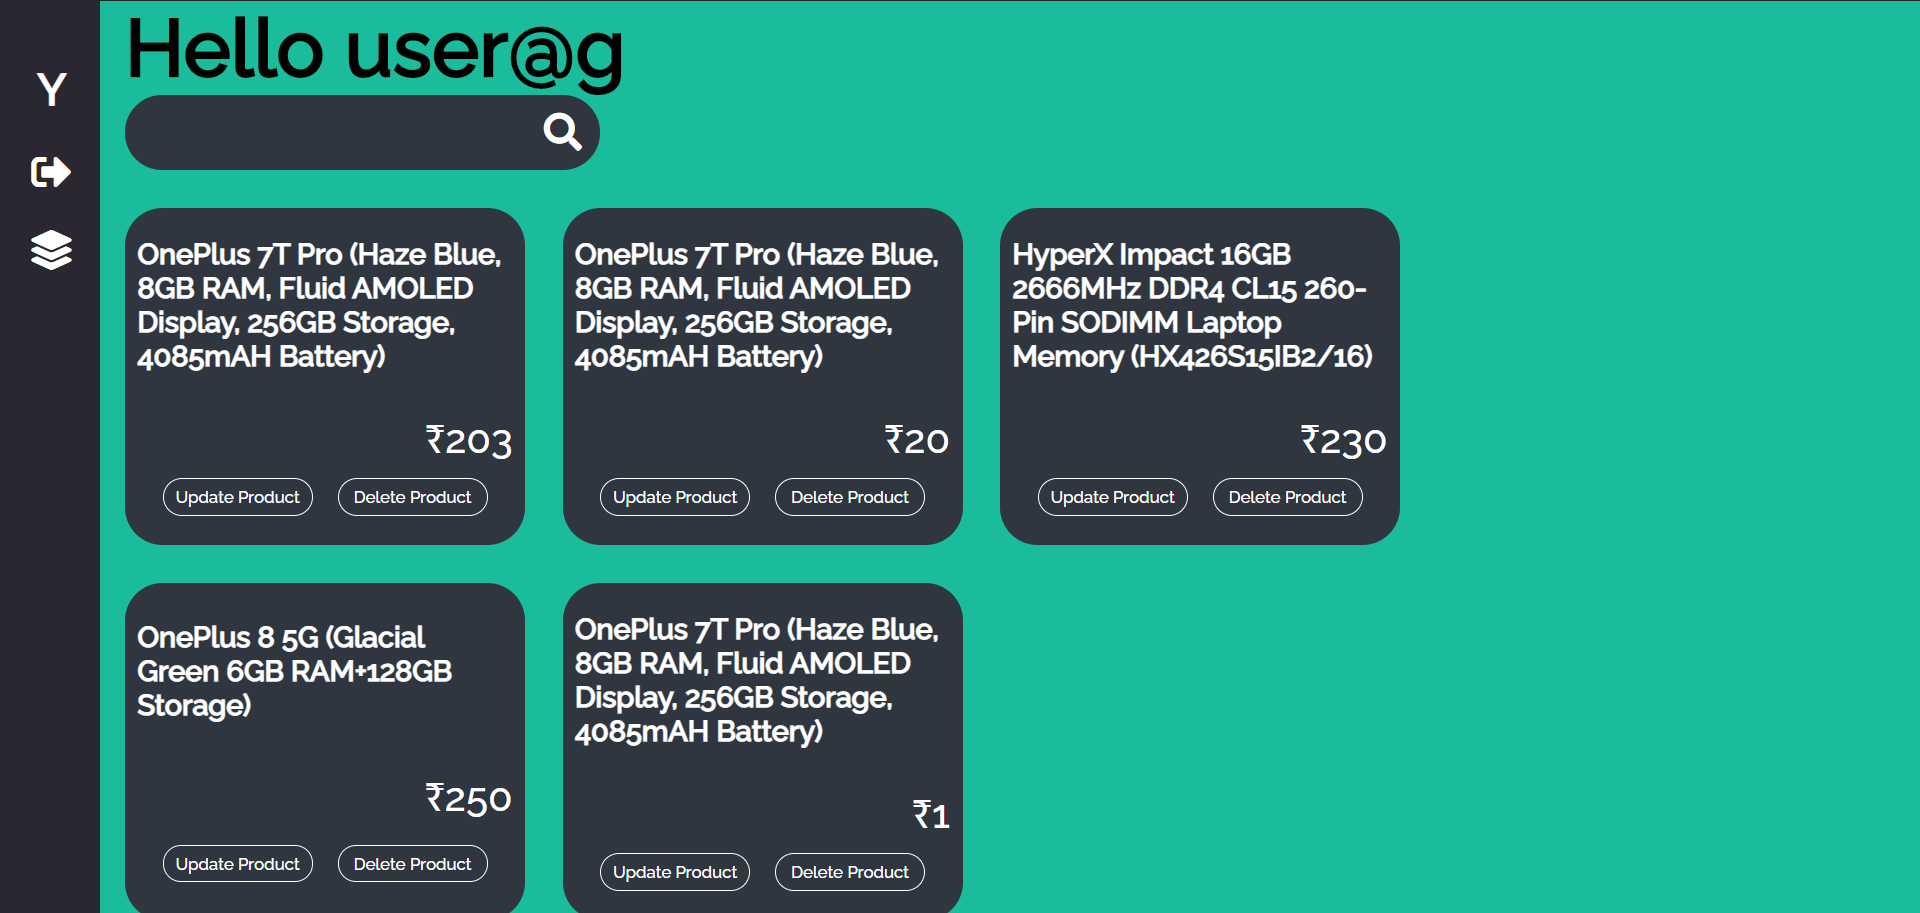 Y
Hello user@g
OnePlus 7T Pro (Haze Blue,
8GB RAM, Fluid AMOLED
Display, 256GB Storage,
4085mAH Battery)
₹203
Update Product
Delete Product
OnePlus 7T Pro (Haze Blue,
8GB RAM, Fluid AMOLED
Display, 256GB Storage,
4085mAH Battery)
₹20
Update Product
Delete Product
HyperX Impact 16GB
2666MHz DDR4 CL15 260-
Pin SODIMM Laptop
Memory (HX426S15IB2/16)
₹230
Update Product
Delete Product
OnePlus 8 5G (Glacial
Green 6GB RAM+128GB
Storage)
₹250
Update Product
Delete Product
OnePlus 7T Pro (Haze Blue,
8GB RAM, Fluid AMOLED
Display, 256GB Storage,
4085mAH Battery)
₹1
Update Product
Delete Product